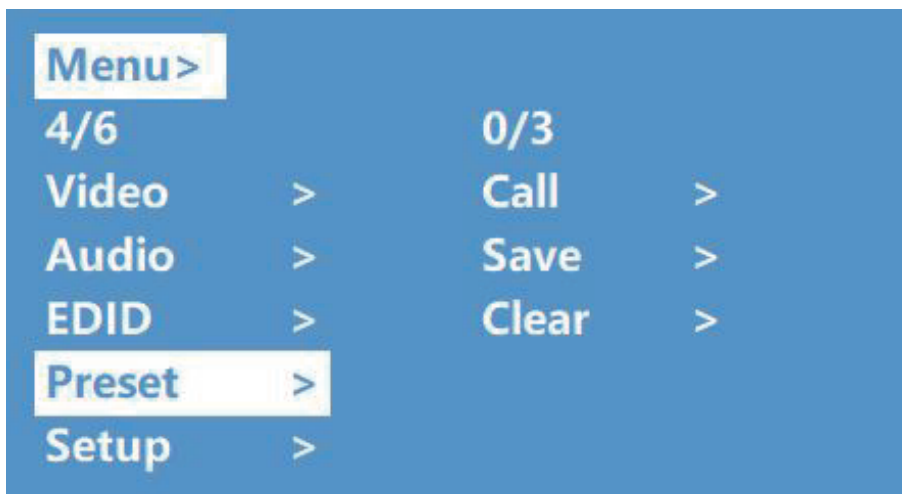 Menu>
4/6 0/3
Video > Call >
Audio > Save >
EDID > Clear >
Preset >
Setup >